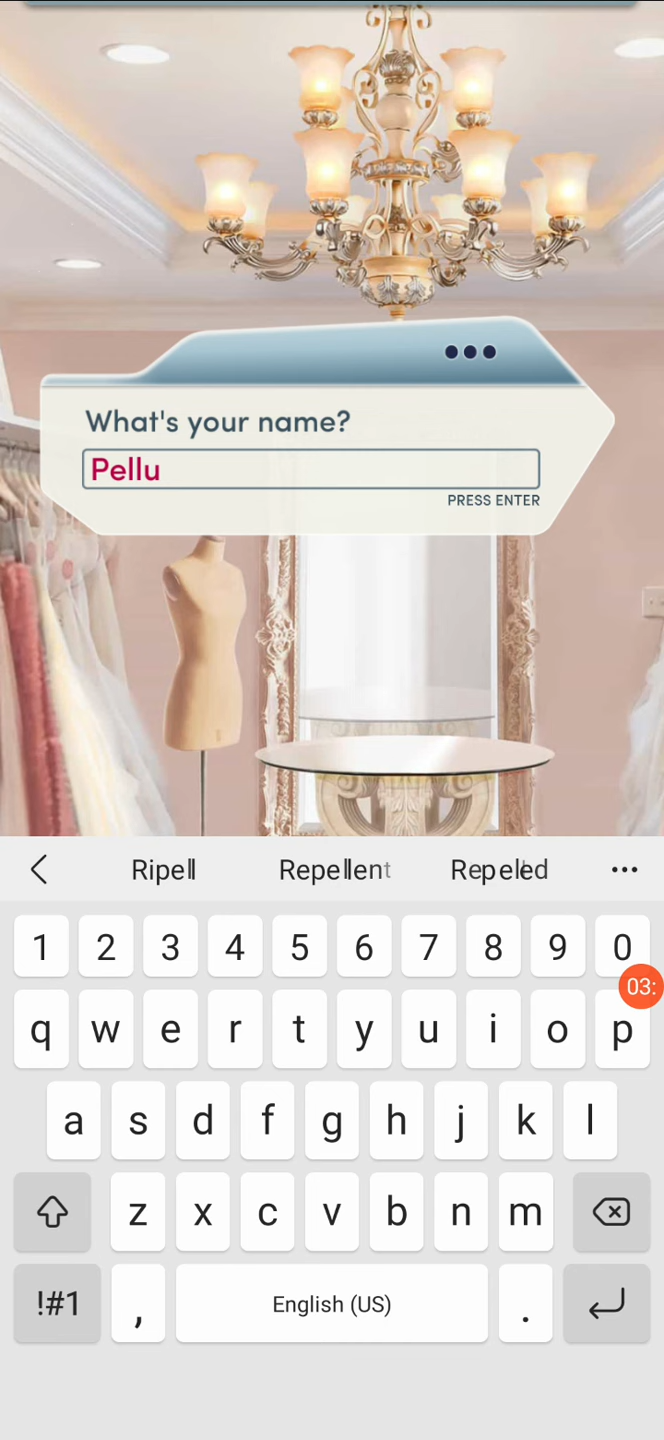 What's your name?
Pellu
PRESS ENTER
Ripell Repellent Repeled
1 2 3 4 5 6 7 8 9 0
03:
q w e r t y u i o p
a s d f g h j k l
z x c v b n m
!#1 , English (US) .